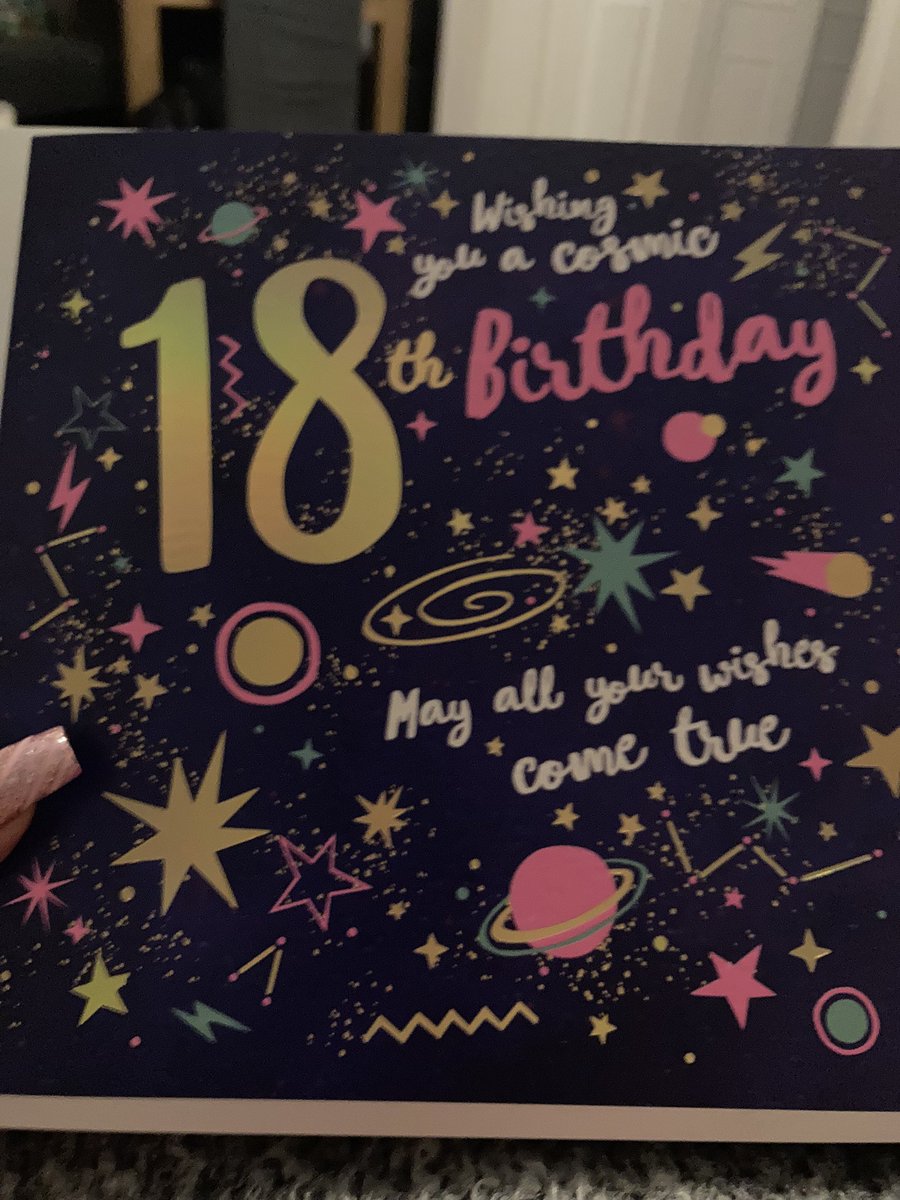 Wishing
you a cosmic
18th Birthday
May all your wishes
come true